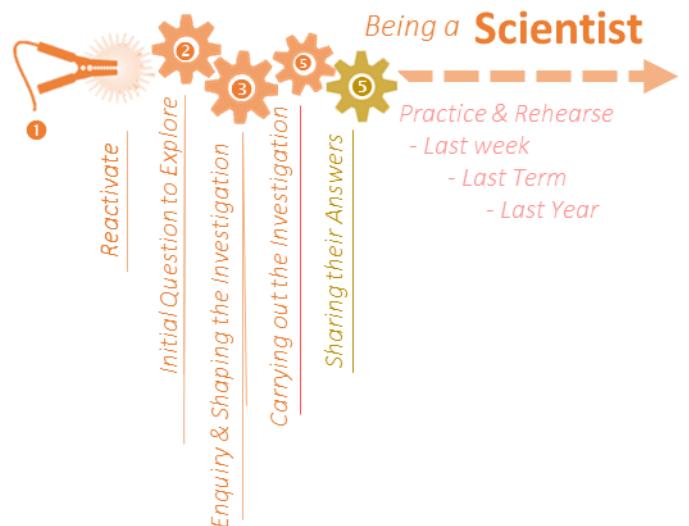 Being a Scientist
1
2
3
5
5
Reactivate
Initial Question to Explore
Enquiry & Shaping the Investigation
Carrying out the Investigation
Sharing their Answers
Practice & Rehearse
- Last week
- Last Term
- Last Year